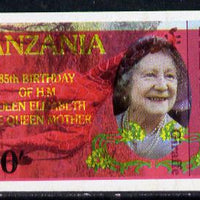 ANZANIA
85th BIRTHDAY
OF H.M
UEEN ELIZABETH
E QUEEN MOTHER
0/-